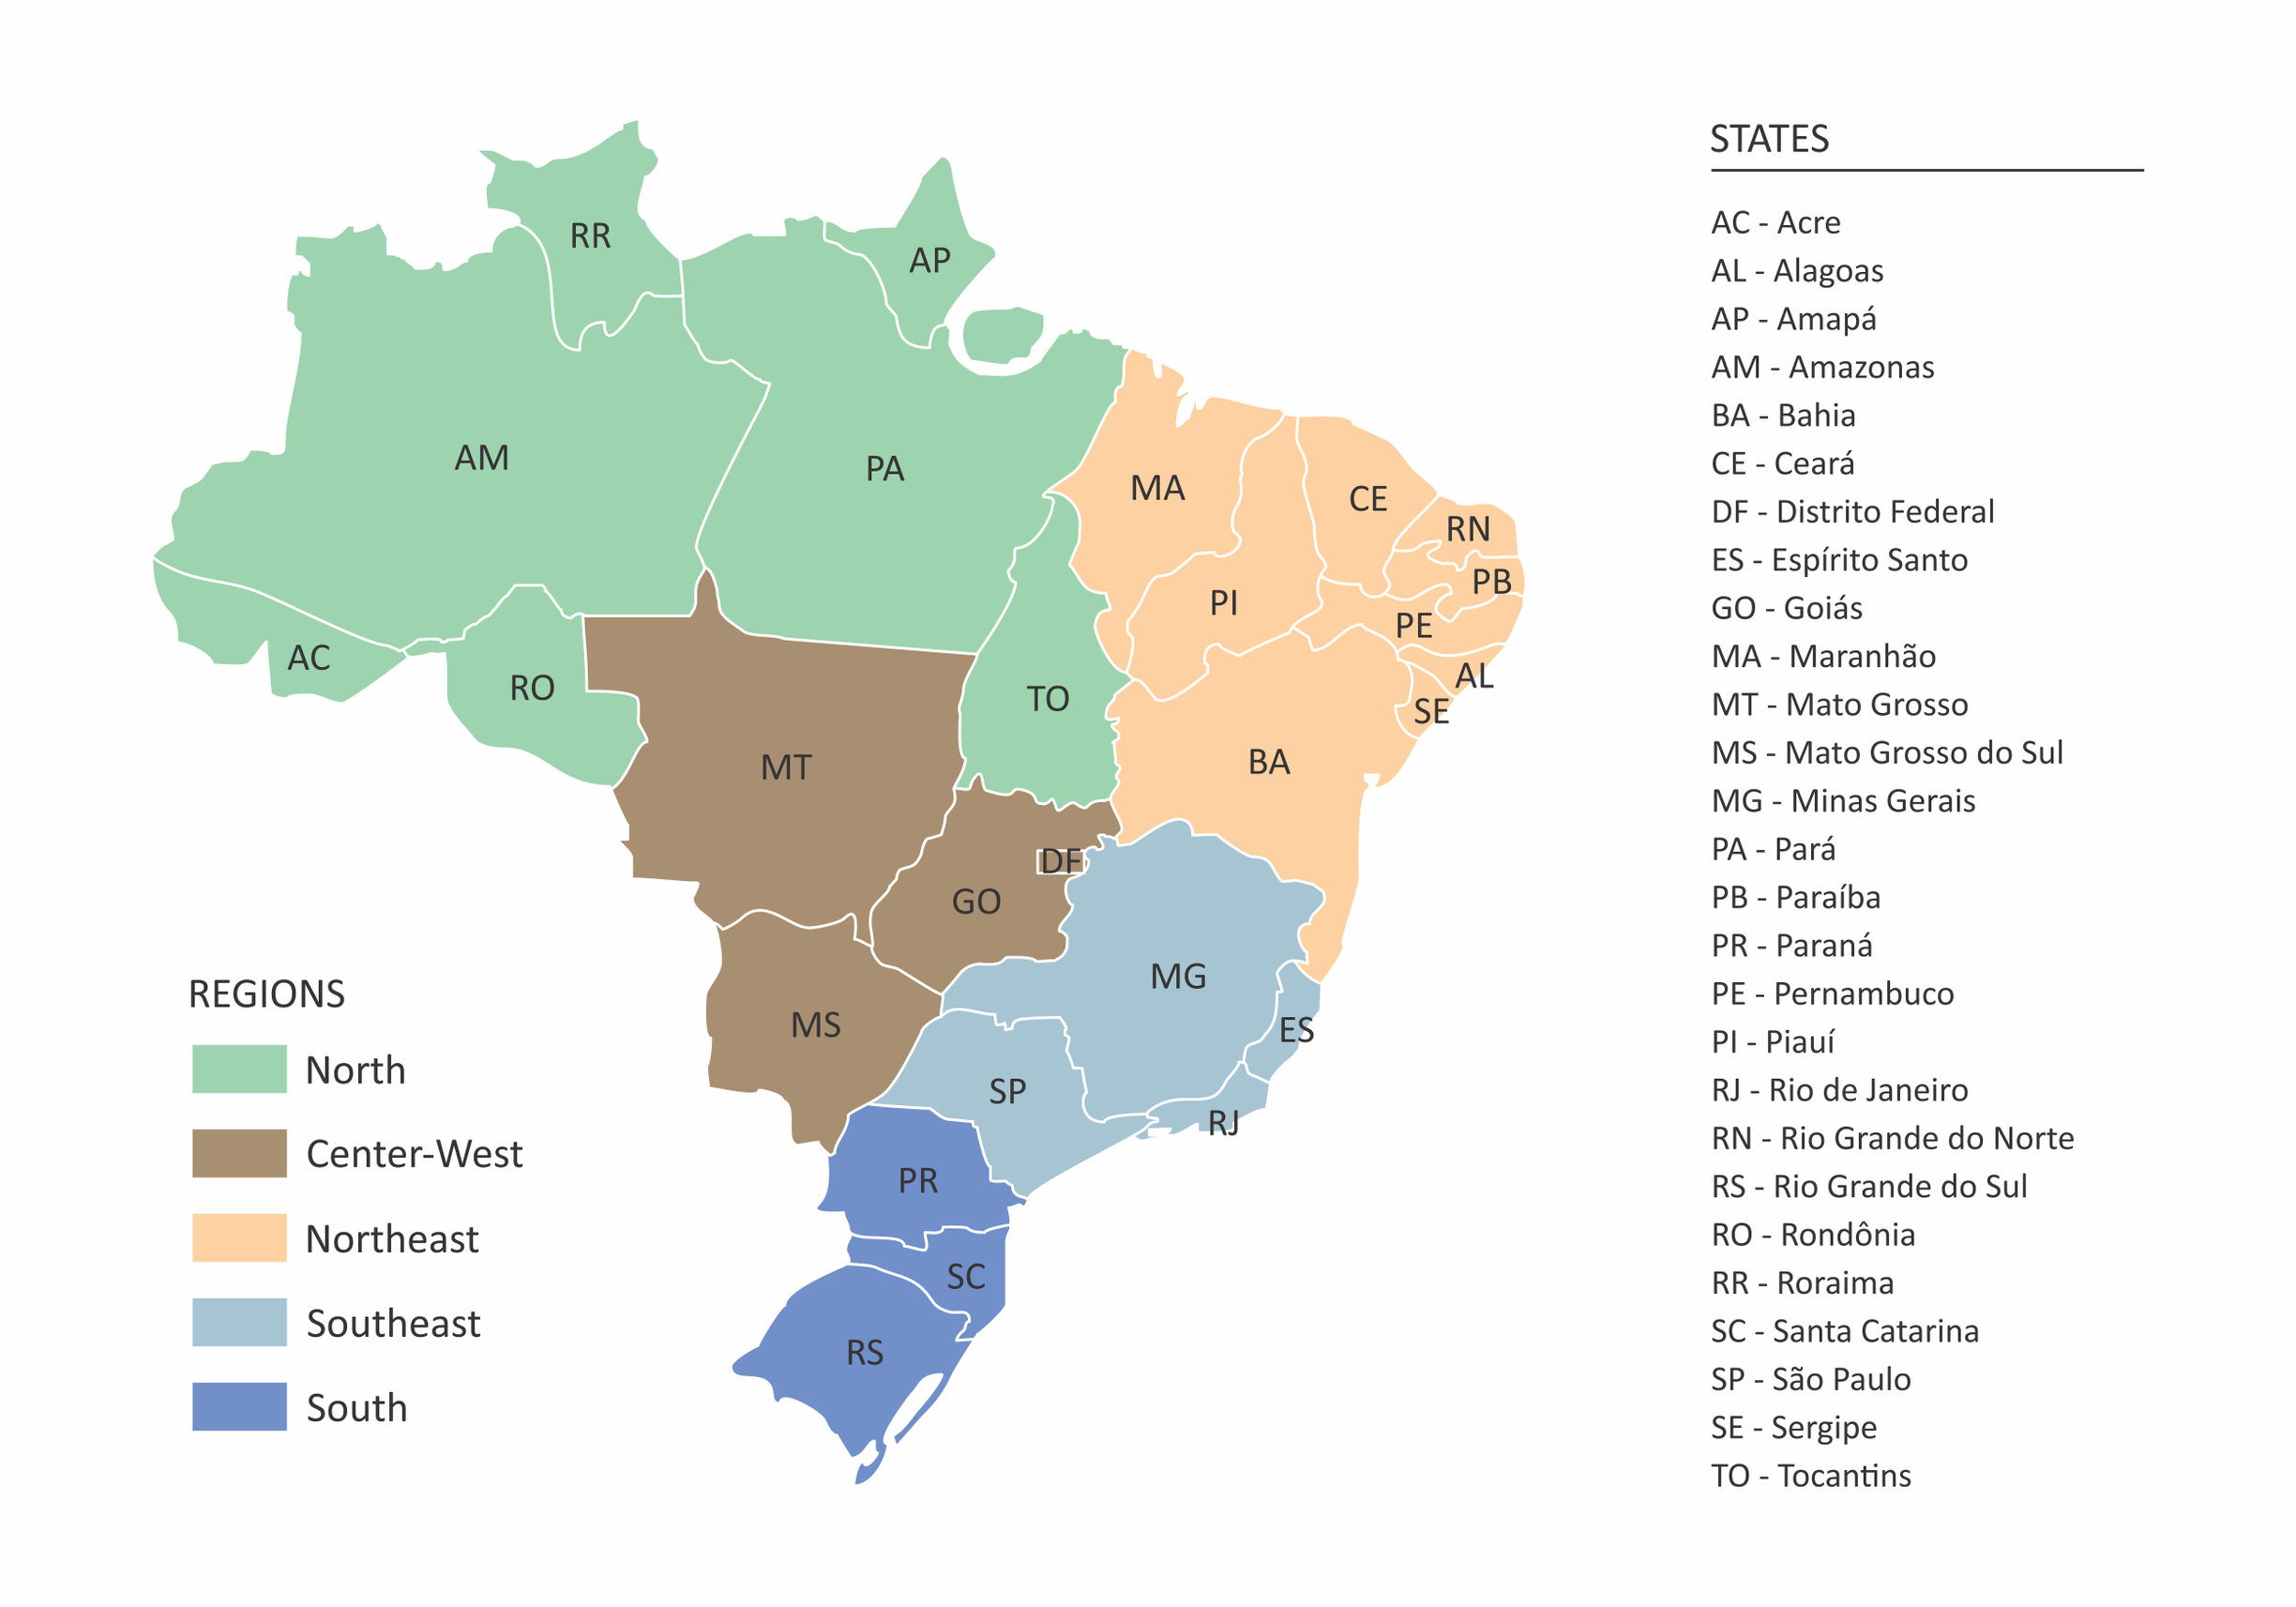 RR
AP
AM
PA
MA
CE
RN
PB
PI
PE
AC
RO
TO
AL
SE
MT
BA
DF
GO
MG
MS
ES
SP
RJ
PR
SC
RS
REGIONS
North
Center-West
Northeast
Southeast
South
STATES
AC - Acre
AL - Alagoas
AP - Amapá
AM - Amazonas
BA - Bahia
CE - Ceará
DF - Distrito Federal
ES - Espírito Santo
GO - Goiás
MA - Maranhão
MT - Mato Grosso
MS - Mato Grosso do Sul
MG - Minas Gerais
PA - Pará
PB - Paraíba
PR - Paraná
PE - Pernambuco
PI - Piauí
RJ - Rio de Janeiro
RN - Rio Grande do Norte
RS - Rio Grande do Sul
RO - Rondônia
RR - Roraima
SC - Santa Catarina
SP - São Paulo
SE - Sergipe
TO - Tocantins